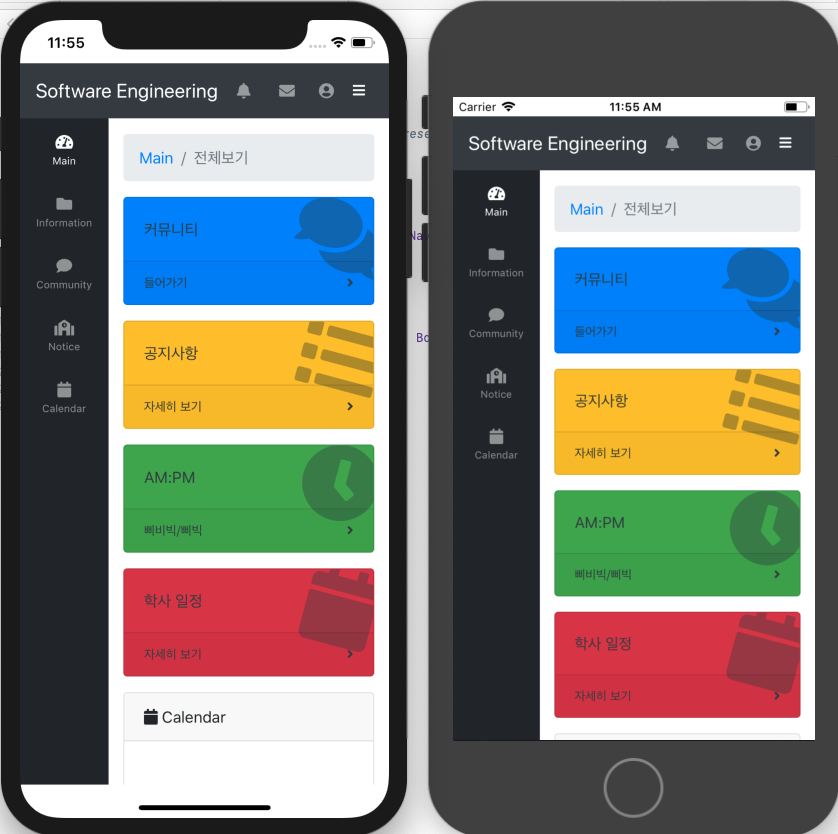 11:55
Software Engineering
Main
Information
Community
Notice
Calendar
Main / 전체보기
커뮤니티
들어가기
공지사항
자세히 보기
AM:PM
삐비빅/삐빅
학사 일정
자세히 보기
Calendar
Carrier
11:55 AM
Software Engineering
Main
Information
Community
Notice
Calendar
Main / 전체보기
커뮤니티
들어가기
공지사항
자세히 보기
AM:PM
삐비빅/삐빅
학사 일정
자세히 보기